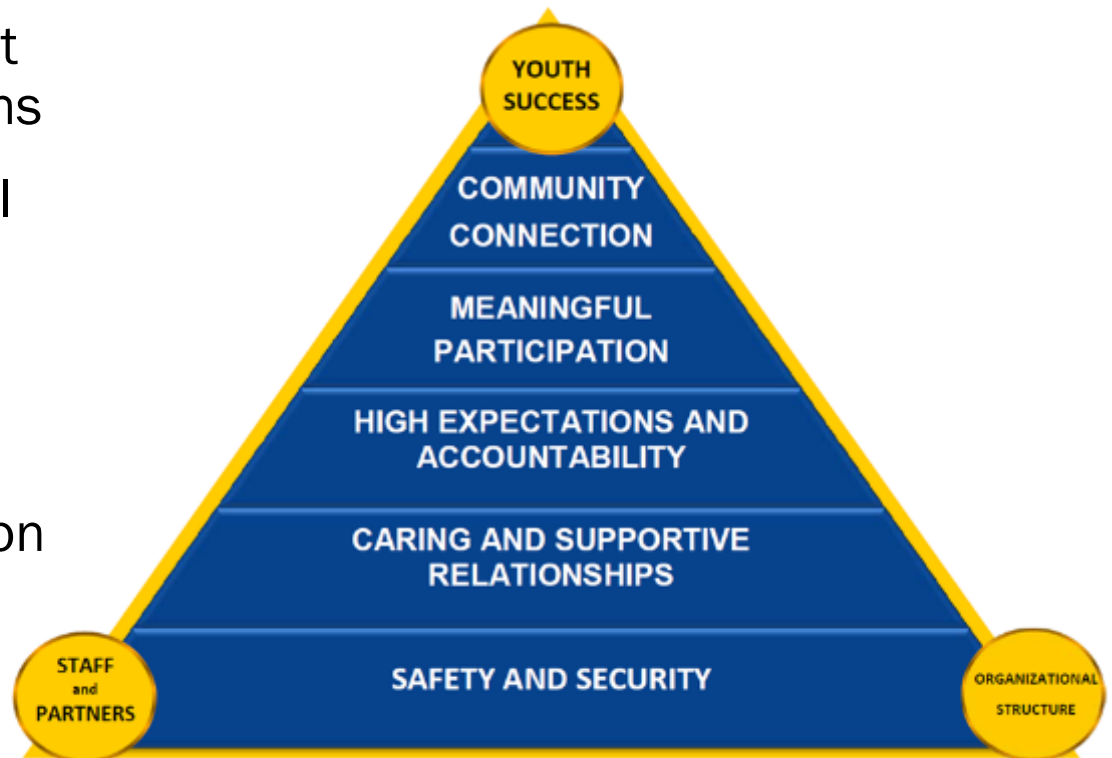 YOUTH
SUCCESS
COMMUNITY
CONNECTION
MEANINGFUL
PARTICIPATION
HIGH EXPECTATIONS AND
ACCOUNTABILITY
CARING AND SUPPORTIVE
RELATIONSHIPS
STAFF
and
PARTNERS
SAFETY AND SECURITY
ORGANIZATIONAL
STRUCTURE